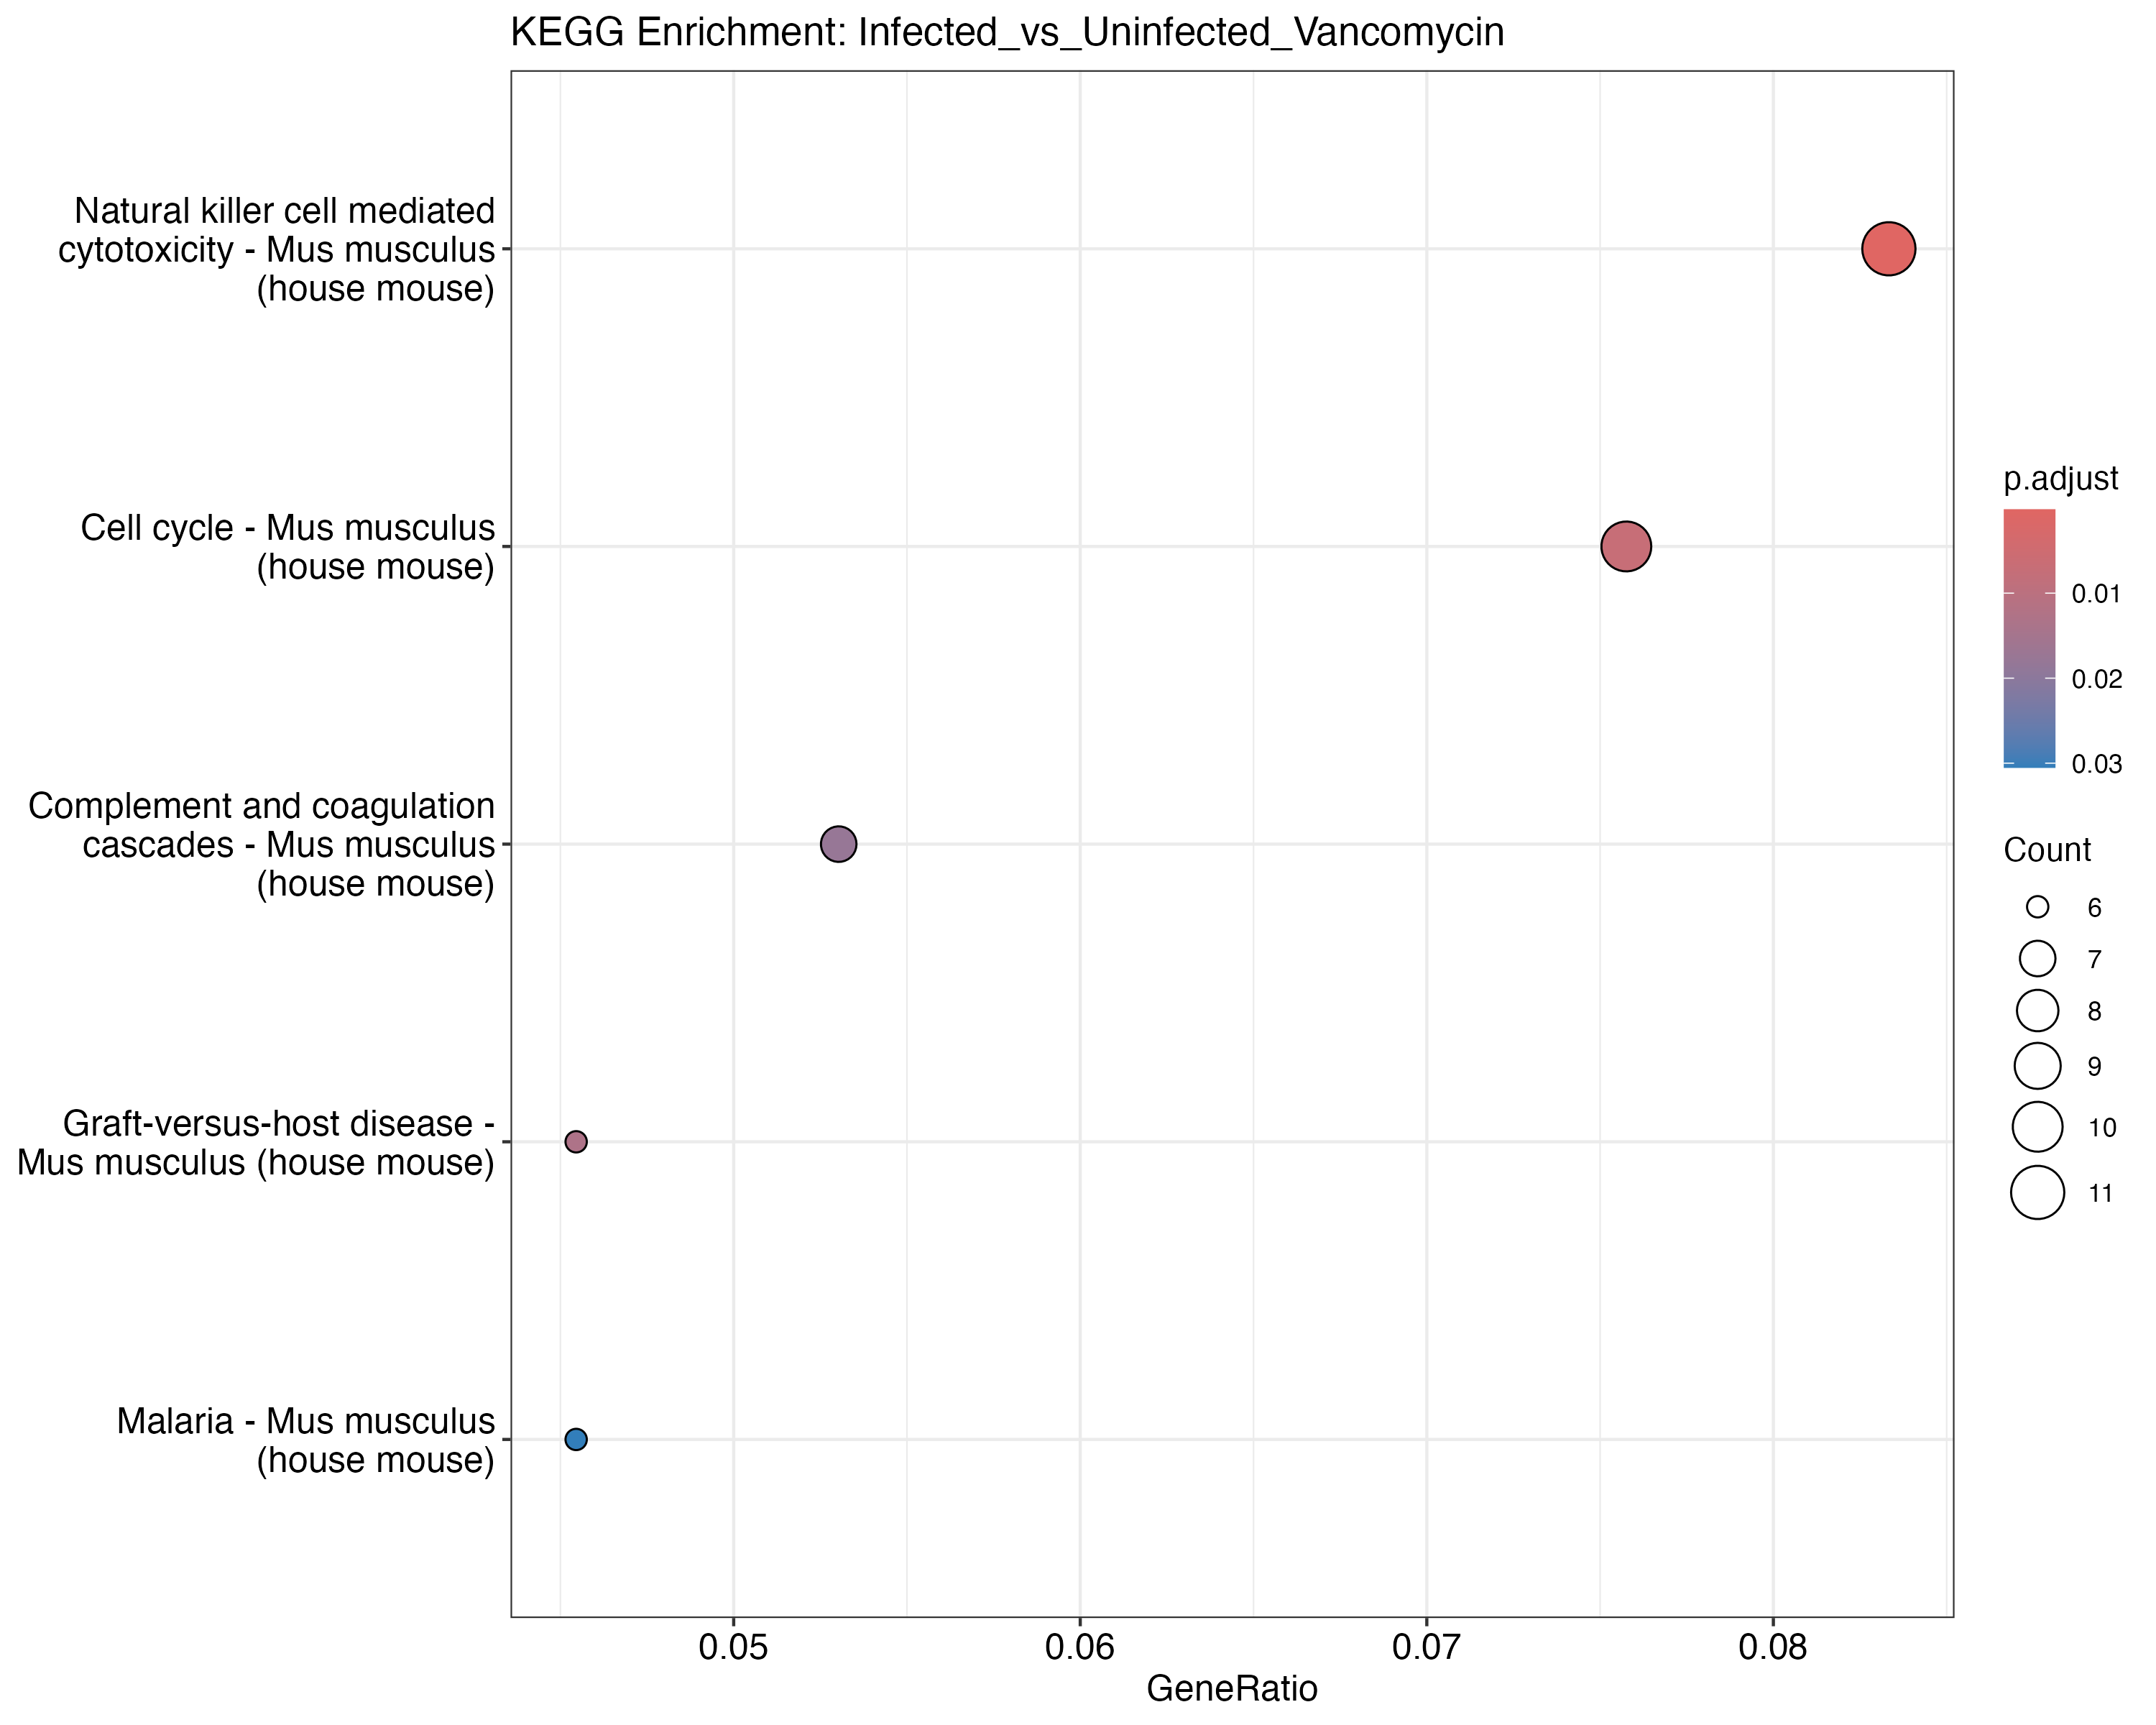 KEGG Enrichment: Infected_vs_Uninfected_Vancomycin
Natural killer cell mediated
cytotoxicity - Mus musculus
(house mouse)
Cell cycle - Mus musculus
(house mouse)
Complement and coagulation
cascades - Mus musculus
(house mouse)
Graft-versus-host disease -
Mus musculus (house mouse)
Malaria - Mus musculus
(house mouse)
0.05
0.06
0.07
0.08
GeneRatio
p.adjust
0.01
0.02
0.03
Count
6
7
8
9
10
11